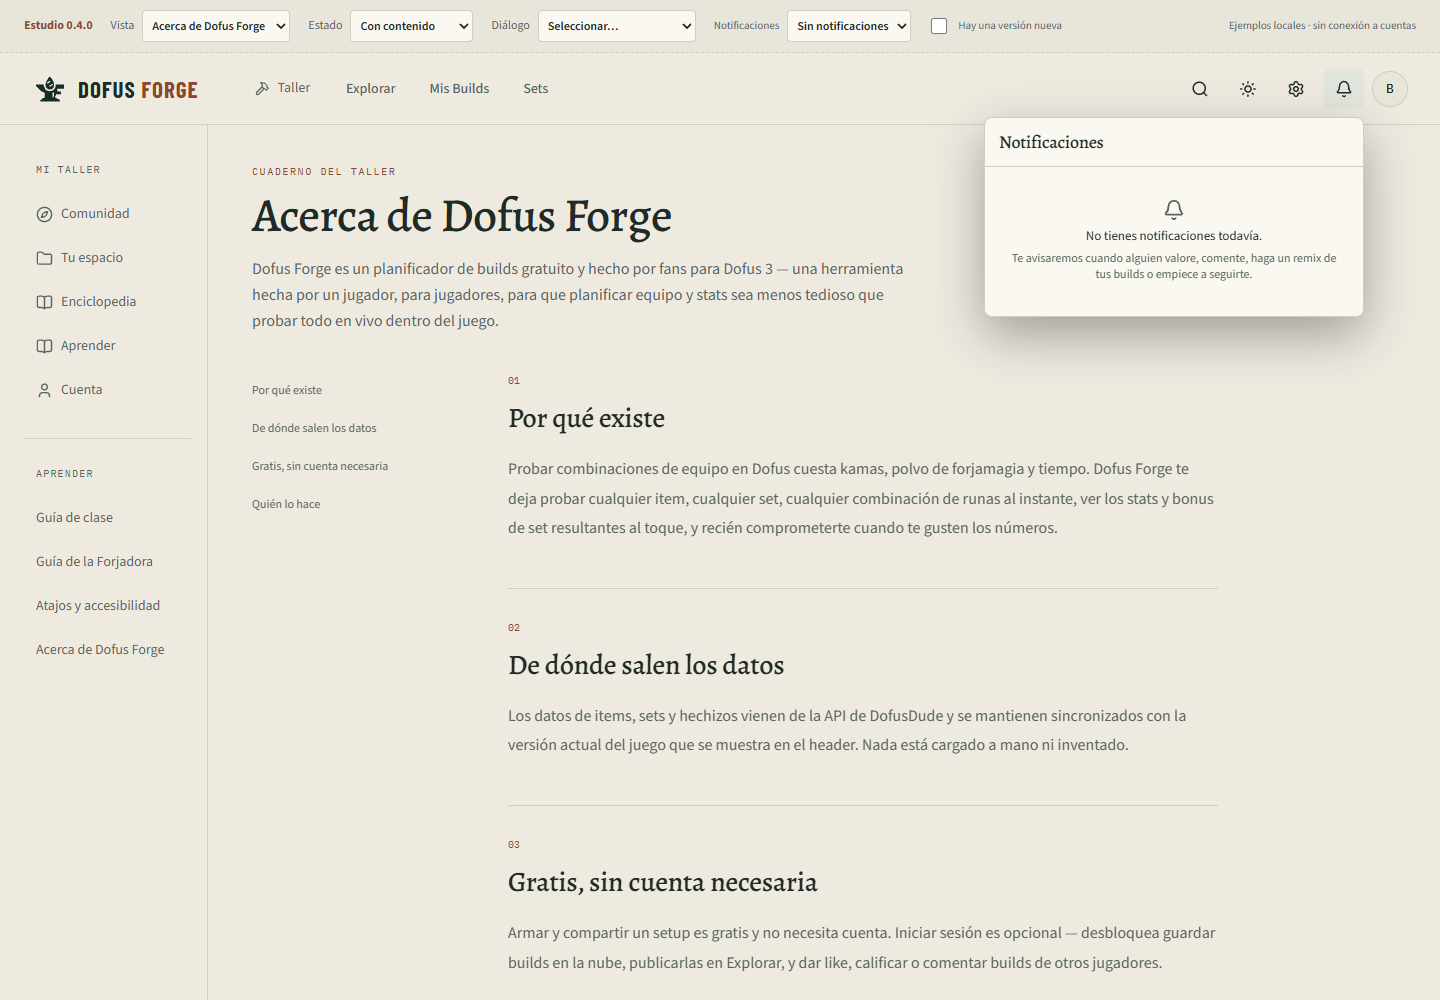 Estudio 0.4.0 Vista Acerca de Dofus Forge Estado Con contenido Diálogo Seleccionar... Notificaciones Sin notificaciones Hay una versión nueva Ejemplos locales · sin conexión a cuentas
DOFUS FORGE Taller Explorar Mis Builds Sets B
Notificaciones
No tienes notificaciones todavía.
Te avisaremos cuando alguien valore, comente, haga un remix de
tus builds o empiece a seguirte.
MI TALLER
Comunidad
Tu espacio
Enciclopedia
Aprender
Cuenta
APRENDER
Guía de clase
Guía de la Forjadora
Atajos y accesibilidad
Acerca de Dofus Forge
CUADERNO DEL TALLER
Acerca de Dofus Forge
Dofus Forge es un planificador de builds gratuito y hecho por fans para Dofus 3 — una herramienta
hecha por un jugador, para jugadores, para que planificar equipo y stats sea menos tedioso que
probar todo en vivo dentro del juego.
Por qué existe
De dónde salen los datos
Gratis, sin cuenta necesaria
Quién lo hace
01
Por qué existe
Probar combinaciones de equipo en Dofus cuesta kamas, polvo de forjamagia y tiempo. Dofus Forge te
deja probar cualquier item, cualquier set, cualquier combinación de runas al instante, ver los stats y bonus
de set resultantes al toque, y recién comprometerte cuando te gusten los números.
02
De dónde salen los datos
Los datos de items, sets y hechizos vienen de la API de DofusDude y se mantienen sincronizados con la
versión actual del juego que se muestra en el header. Nada está cargado a mano ni inventado.
03
Gratis, sin cuenta necesaria
Armar y compartir un setup es gratis y no necesita cuenta. Iniciar sesión es opcional — desbloquea guardar
builds en la nube, publicarlas en Explorar, y dar like, calificar o comentar builds de otros jugadores.